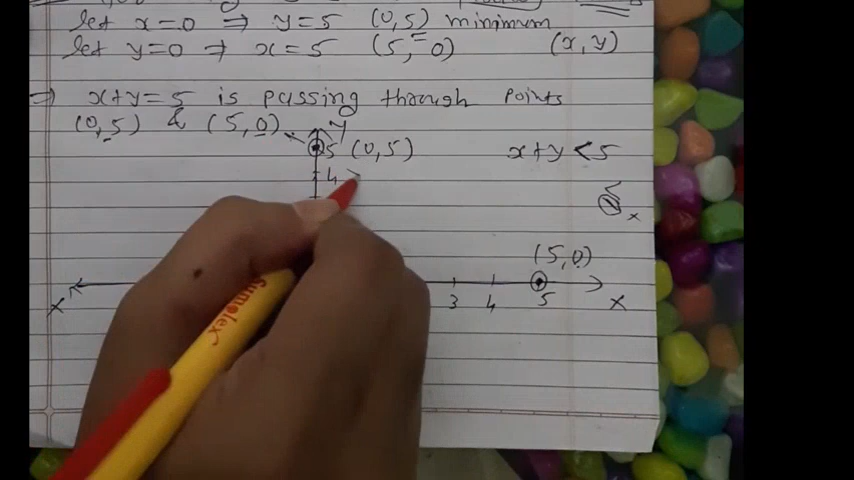 let x=0 ⇒ y=5 (0,5) minimum
let y=0 ⇒ x=5 (5,0) (x,y)
⇒ x+y=5 is passing through points
(0,5) & (5,0)
y
5 (0,5) x+y<5
4
x
(5,0)
3 4 5
X X
Sumolex